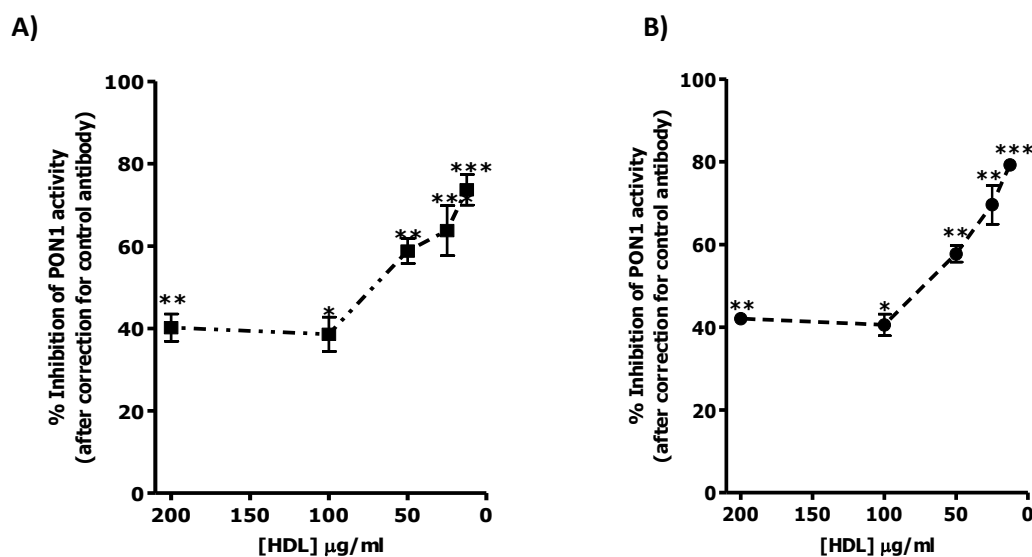 A)
% Inhibition of PON1 activity
(after correction for control antibody)
100
80
60
40
20
0
**
*
**
***
***
200 150 100 50 0
[HDL] µg/ml
B)
% Inhibition of PON1 activity
(after correction for control antibody)
100
80
60
40
20
0
**
*
**
**
***
200 150 100 50 0
[HDL] µg/ml